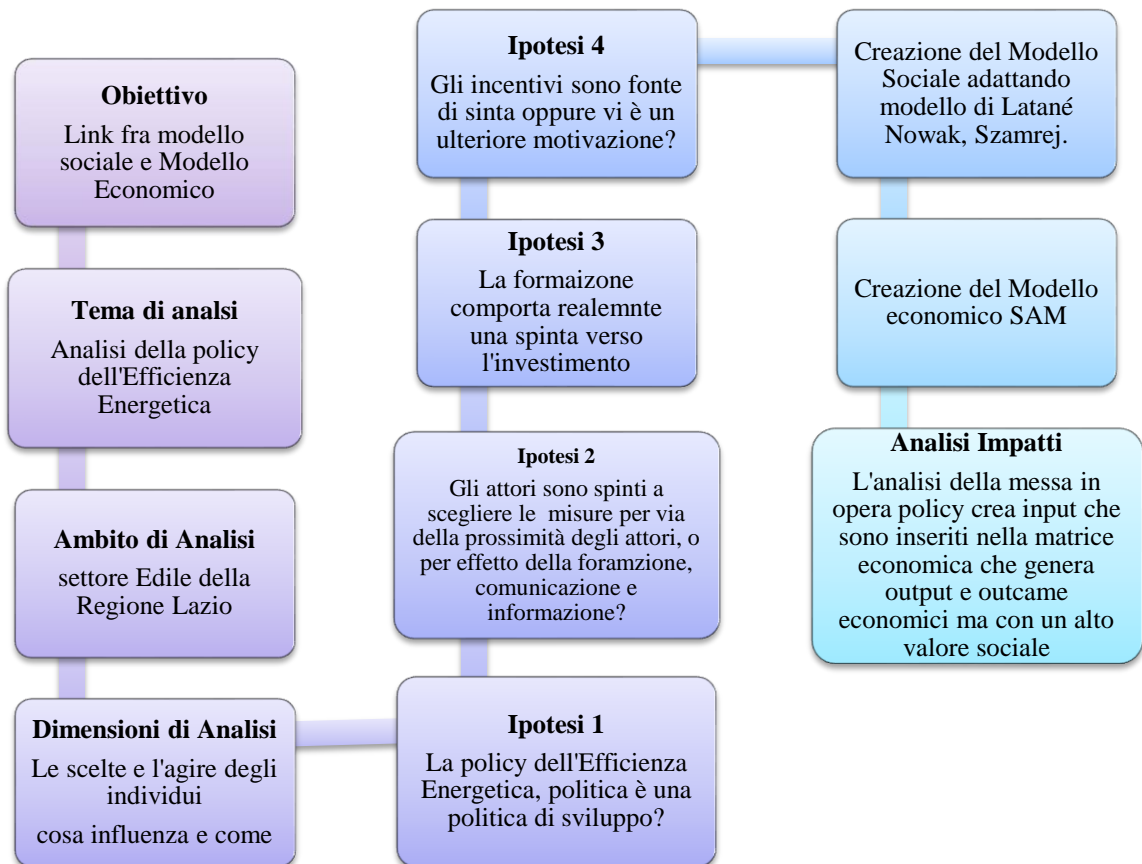 Obiettivo
Link fra modello
sociale e Modello
Economico
Tema di analsi
Analisi della policy
dell'Efficienza
Energetica
Ambito di Analisi
settore Edile della
Regione Lazio
Dimensioni di Analisi
Le scelte e l'agire degli
individui
cosa influenza e come
Ipotesi 1
La policy dell'Efficienza
Energetica, politica è una
politica di sviluppo?
Ipotesi 2
Gli attori sono spinti a
scegliere le misure per via
della prossimità degli attori, o
per effetto della foramzione,
comunicazione e
informazione?
Ipotesi 3
La formaizone
comporta realemnte
una spinta verso
l'investimento
Ipotesi 4
Gli incentivi sono fonte
di sinta oppure vi è un
ulteriore motivazione?
Creazione del Modello
Sociale adattando
modello di Latané
Nowak, Szamrej.
Creazione del Modello
economico SAM
Analisi Impatti
L'analisi della messa in
opera policy crea input che
sono inseriti nella matrice
economica che genera
output e outcame
economici ma con un alto
valore sociale